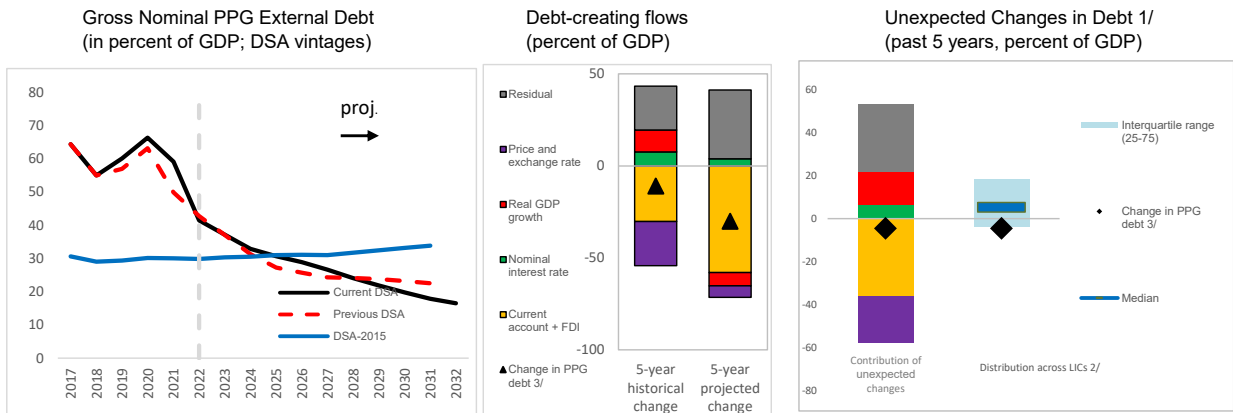 Gross Nominal PPG External Debt
(in percent of GDP; DSA vintages)
80
70
60
50
40
30
20
10
0
proj.
Current DSA
Previous DSA
DSA-2015
2017
2018
2019
2020
2021
2022
2023
2024
2025
2026
2027
2028
2029
2030
2031
2032
Debt-creating flows
(percent of GDP)
Residual
Price and
exchange rate
Real GDP
growth
Nominal
interest rate
Current
account + FDI
Change in PPG
debt 3/
50
0
-50
-100
5-year
historical
change
5-year
projected
change
Unexpected Changes in Debt 1/
(past 5 years, percent of GDP)
60
40
20
0
-20
-40
-60
-80
Contribution of
unexpected
changes
Distribution across LICs 2/
Interquartile range
(25-75)
Change in PPG
debt 3/
Median